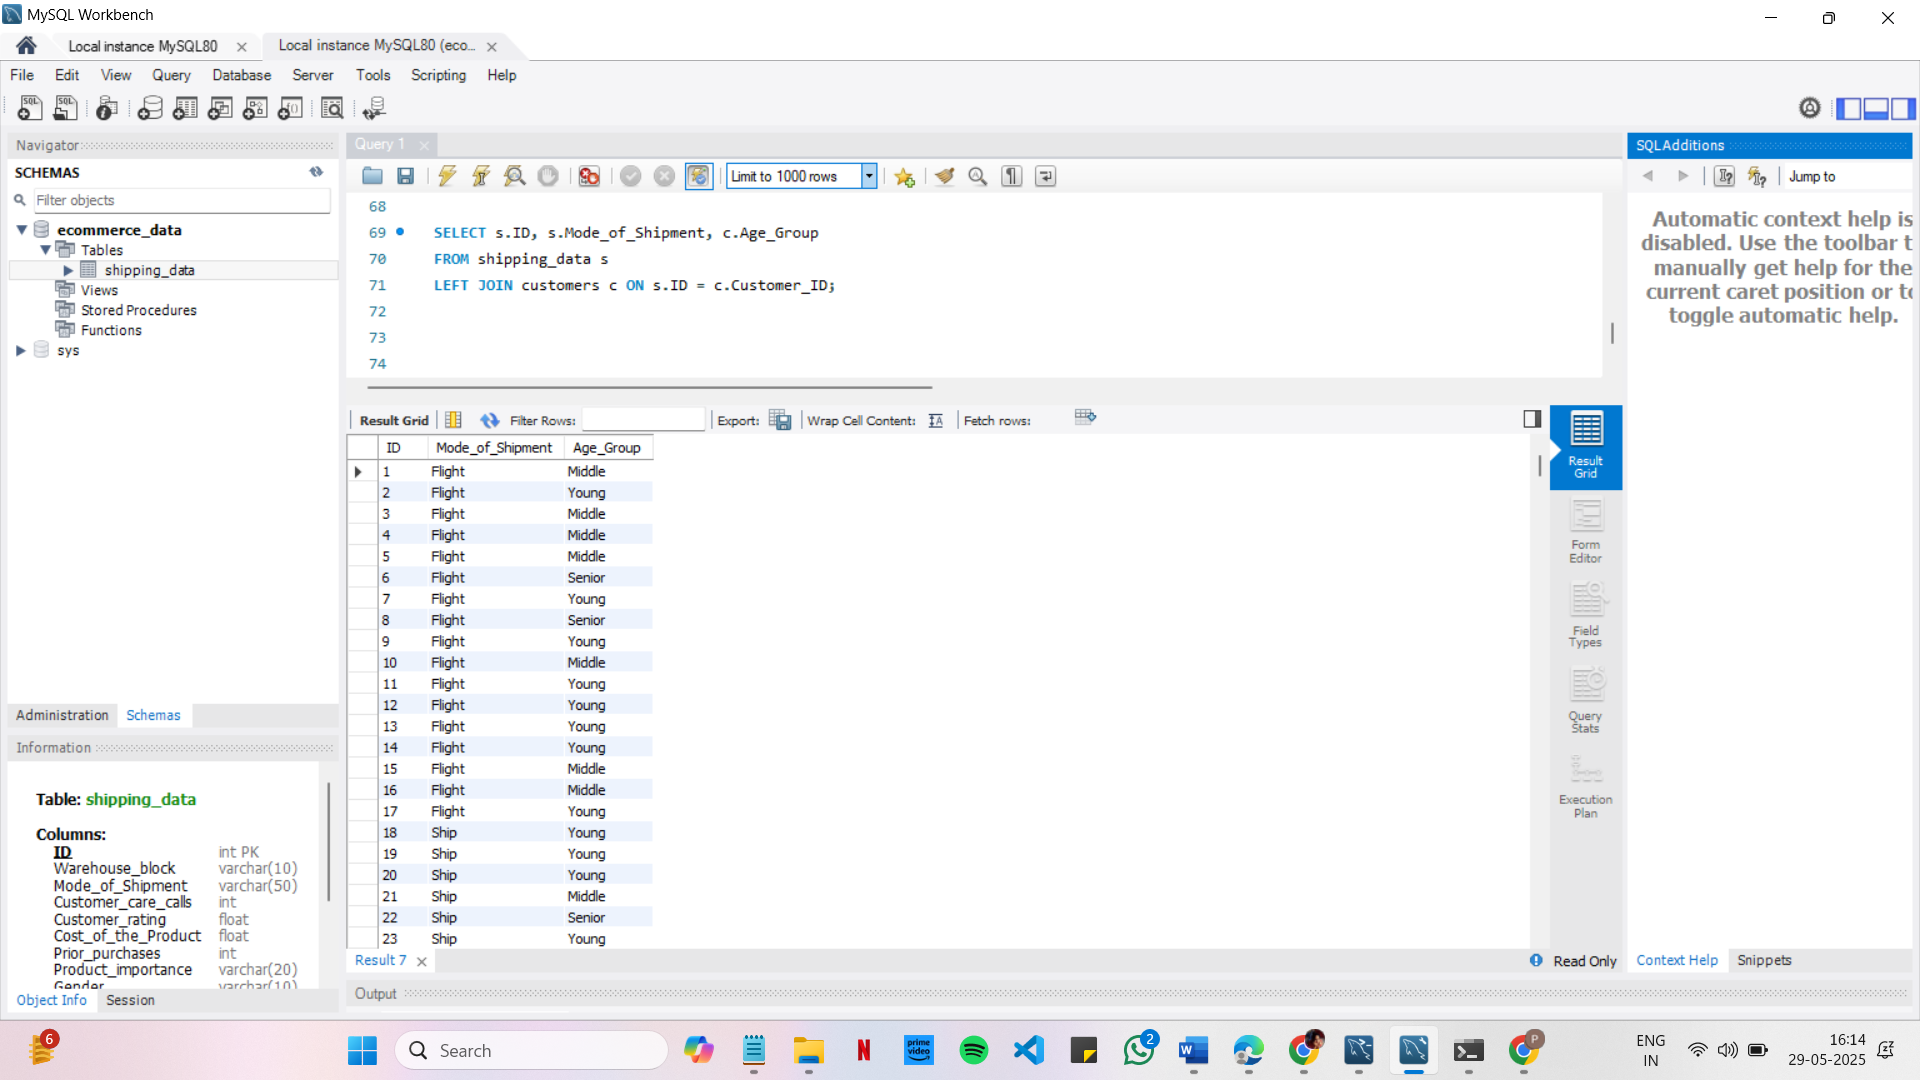 MySQL Workbench
Local instance MySQL80
Local instance MySQL80 (eco...
File Edit View Query Database Server Tools Scripting Help
Navigator
SCHEMAS
Filter objects
ecommerce_data
Tables
shipping_data
Views
Stored Procedures
Functions
sys
Administration Schemas
Information
Table: shipping_data
Columns:
ID int PK
Warehouse_block varchar(10)
Mode_of_Shipment varchar(50)
Customer_care_calls int
Customer_rating float
Cost_of_the_Product float
Prior_purchases int
Product_importance varchar(20)
Gender varchar(10)
Object Info Session
Query 1
Limit to 1000 rows
68
69 SELECT s.ID, s.Mode_of_Shipment, c.Age_Group
70 FROM shipping_data s
71 LEFT JOIN customers c ON s.ID = c.Customer_ID;
72
73
74
Result Grid Filter Rows: Export: Wrap Cell Content: Fetch rows:
ID Mode_of_Shipment Age_Group
1 Flight Middle
2 Flight Young
3 Flight Middle
4 Flight Middle
5 Flight Middle
6 Flight Senior
7 Flight Young
8 Flight Senior
9 Flight Young
10 Flight Middle
11 Flight Young
12 Flight Young
13 Flight Young
14 Flight Young
15 Flight Middle
16 Flight Middle
17 Flight Young
18 Ship Young
19 Ship Young
20 Ship Young
21 Ship Middle
22 Ship Senior
23 Ship Young
Result 7
Read Only
Output
Result
Grid
Form
Editor
Field
Types
Query
Stats
Execution
Plan
SQLAdditions
Jump to
Automatic context help is
disabled. Use the toolbar t
manually get help for the
current caret position or to
toggle automatic help.
Context Help Snippets
6
Search
prime
video
2
P
ENG
IN
16:14
29-05-2025